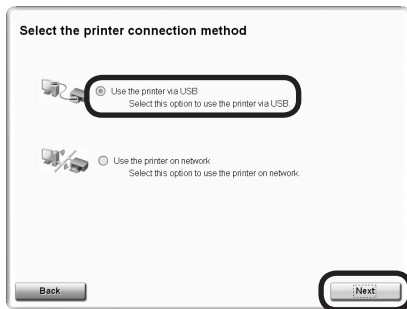 Select the printer connection method
Use the printer via USB
Select this option to use the printer via USB.
Use the printer on network
Select this option to use the printer on network.
Back
Next